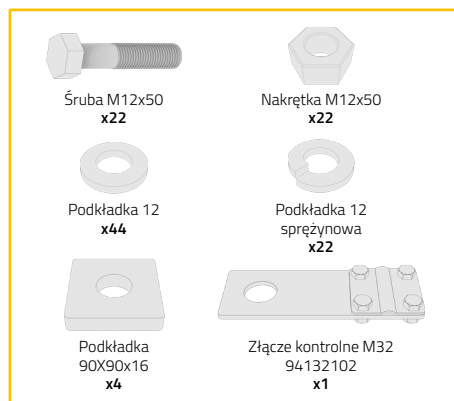 Śruba M12x50
x22
Nakrętka M12x50
x22
Podkładka 12
x44
Podkładka 12
sprężynowa
x22
Podkładka
90X90x16
x4
Złącze kontrolne M32
94132102
x1